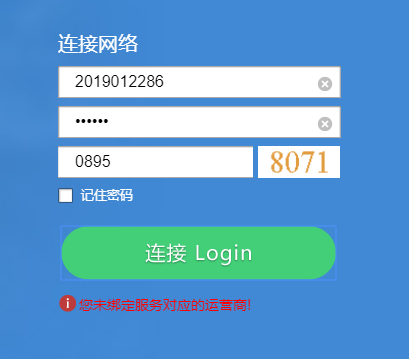 连接网络
2019012286
••••••
0895 8071
记住密码
连接 Login
您未绑定服务对应的运营商!